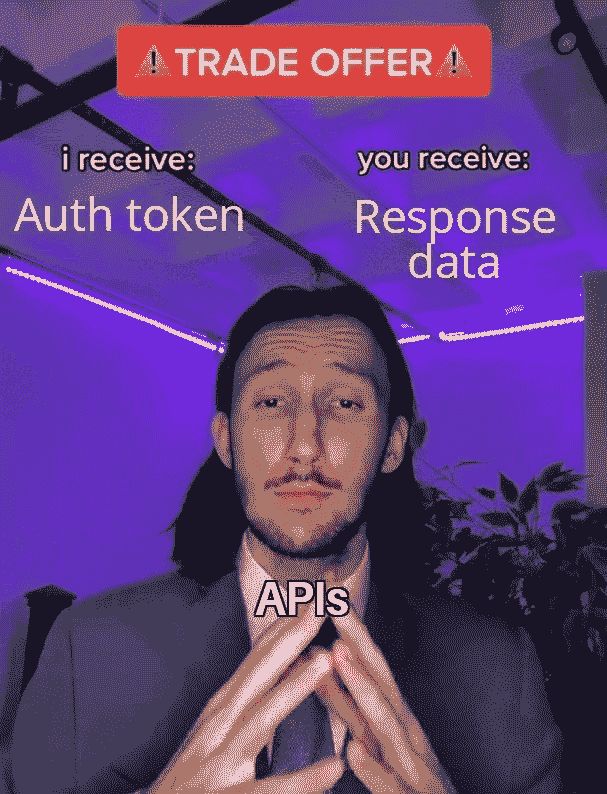 ⚠️TRADE OFFER⚠️
i receive:
you receive:
Auth token
Response
data
APIs